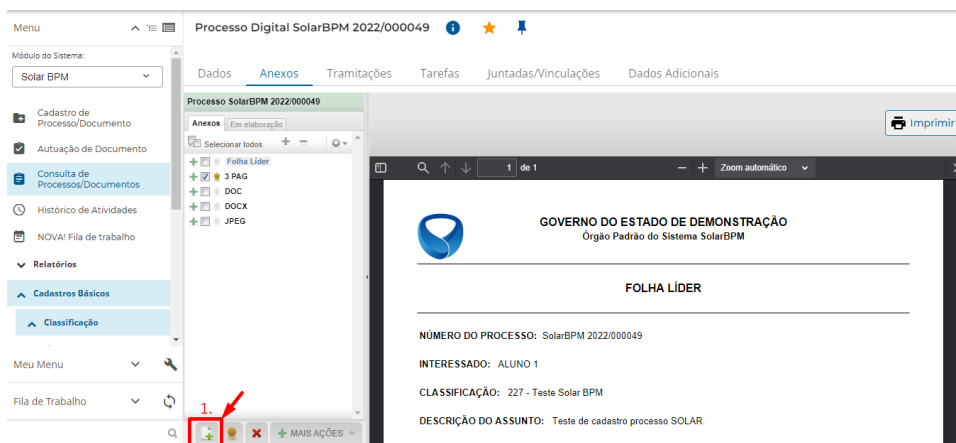 Menu
Processo Digital SolarBPM 2022/000049
Módulo do Sistema:
Solar BPM
Dados Anexos Tramitações Tarefas Juntadas/Vinculações Dados Adicionais
Processo SolarBPM 2022/000049
Anexos Em elaboração
Selecionar todos
Folha Líder
3 PAG
DOC
DOCX
JPEG
Cadastro de
Processo/Documento
Autuação de Documento
Consulta de
Processos/Documentos
Histórico de Atividades
NOVA! Fila de trabalho
Relatórios
Cadastros Básicos
Classificação
Meu Menu
Fila de Trabalho
1.
+ MAIS AÇÕES
Imprimir
1 de 1
Zoom automático
GOVERNO DO ESTADO DE DEMONSTRAÇÃO
Órgão Padrão do Sistema SolarBPM
FOLHA LÍDER
NÚMERO DO PROCESSO: SolarBPM 2022/000049
INTERESSADO: ALUNO 1
CLASSIFICAÇÃO: 227 - Teste Solar BPM
DESCRIÇÃO DO ASSUNTO: Teste de cadastro processo SOLAR.